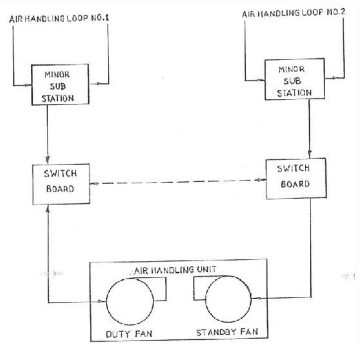 AIR HANDLING LOOP NO.1
AIR HANDLING LOOP NO.2
MINOR
SUB
STATION
MINOR
SUB
STATION
SWITCH
BOARD
SWITCH
BOARD
AIR HANDLING UNIT
DUTY FAN
STANDBY FAN